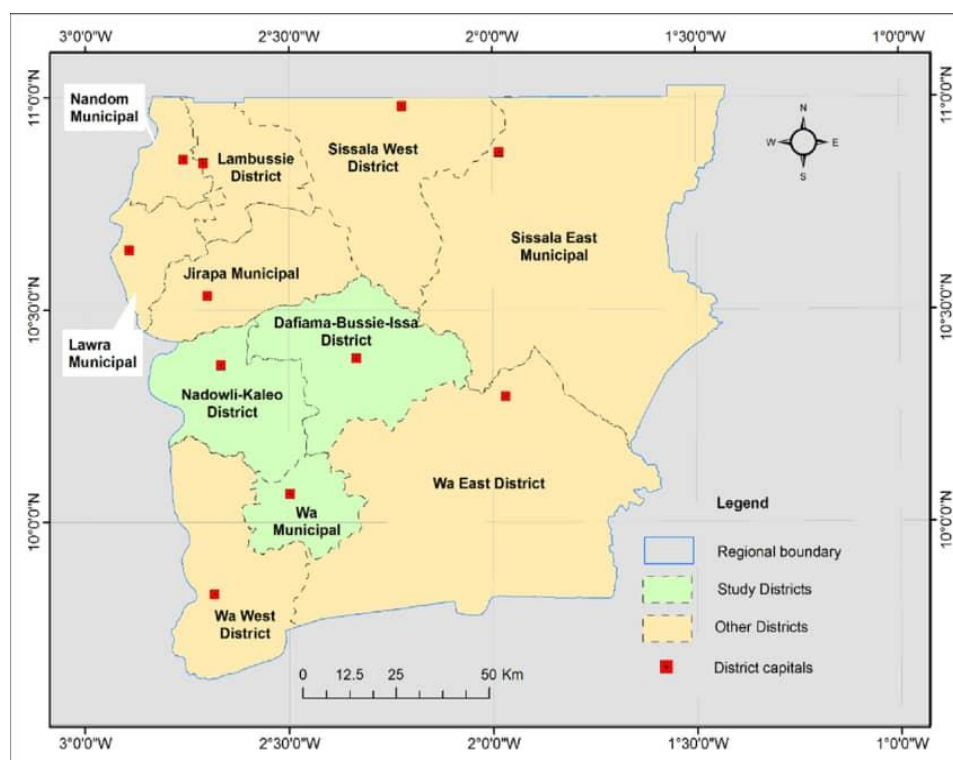 3°0'0"W 2°30'0"W 2°0'0"W 1°30'0"W 1°0'0"W
11°0'0"N
11°0'0"N
Nandom
Municipal
N
W E
S
Lambussie
District
Sissala West
District
Sissala East
Municipal
Jirapa Municipal
10°30'0"N
10°30'0"N
Lawra
Municipal
Dafiama-Bussie-Issa
District
Nadowli-Kaleo
District
Wa East District
Wa
Municipal
10°0'0"N
10°0'0"N
Wa West
District
Legend
Regional boundary
Study Districts
Other Districts
District capitals
0 12.5 25 50 Km
3°0'0"W 2°30'0"W 2°0'0"W 1°30'0"W 1°0'0"W